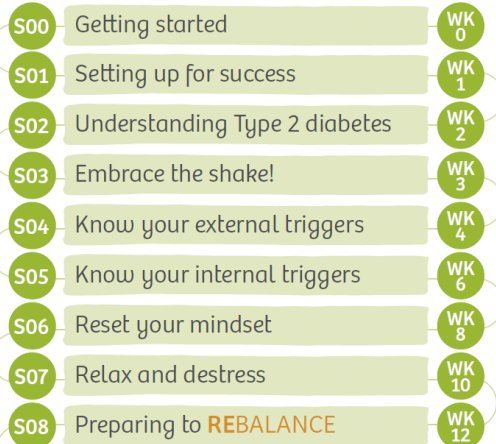 S00 Getting started WK 0
S01 Setting up for success WK 1
S02 Understanding Type 2 diabetes WK 2
S03 Embrace the shake! WK 3
S04 Know your external triggers WK 4
S05 Know your internal triggers WK 6
S06 Reset your mindset WK 8
S07 Relax and destress WK 10
S08 Preparing to REBALANCE WK 12